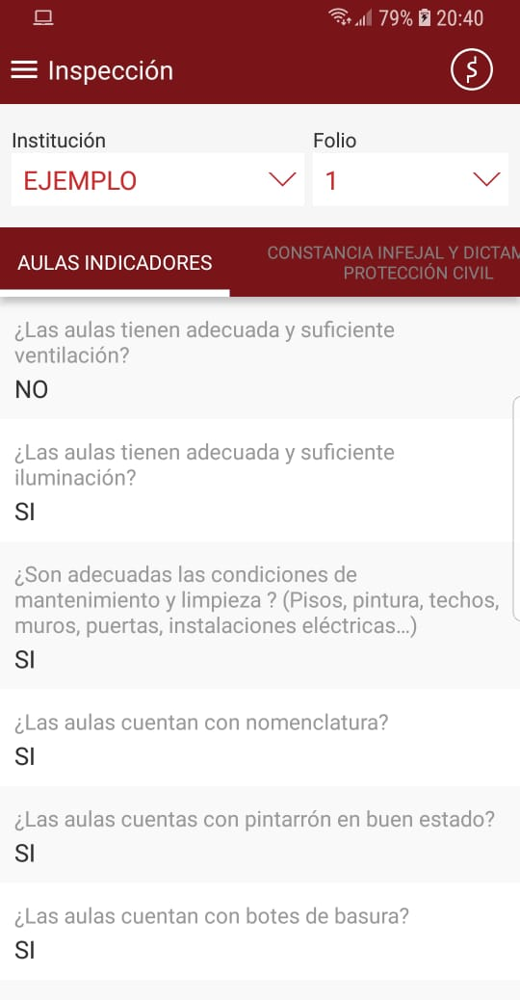 79% 20:40
Inspección
Institución
Folio
EJEMPLO
1
AULAS INDICADORES
CONSTANCIA INFEJAL Y DICTAM
PROTECCIÓN CIVIL
¿Las aulas tienen adecuada y suficiente
ventilación?
NO
¿Las aulas tienen adecuada y suficiente
iluminación?
SI
¿Son adecuadas las condiciones de
mantenimiento y limpieza ? (Pisos, pintura, techos,
muros, puertas, instalaciones eléctricas...)
SI
¿Las aulas cuentan con nomenclatura?
SI
¿Las aulas cuentas con pintarrón en buen estado?
SI
¿Las aulas cuentan con botes de basura?
SI